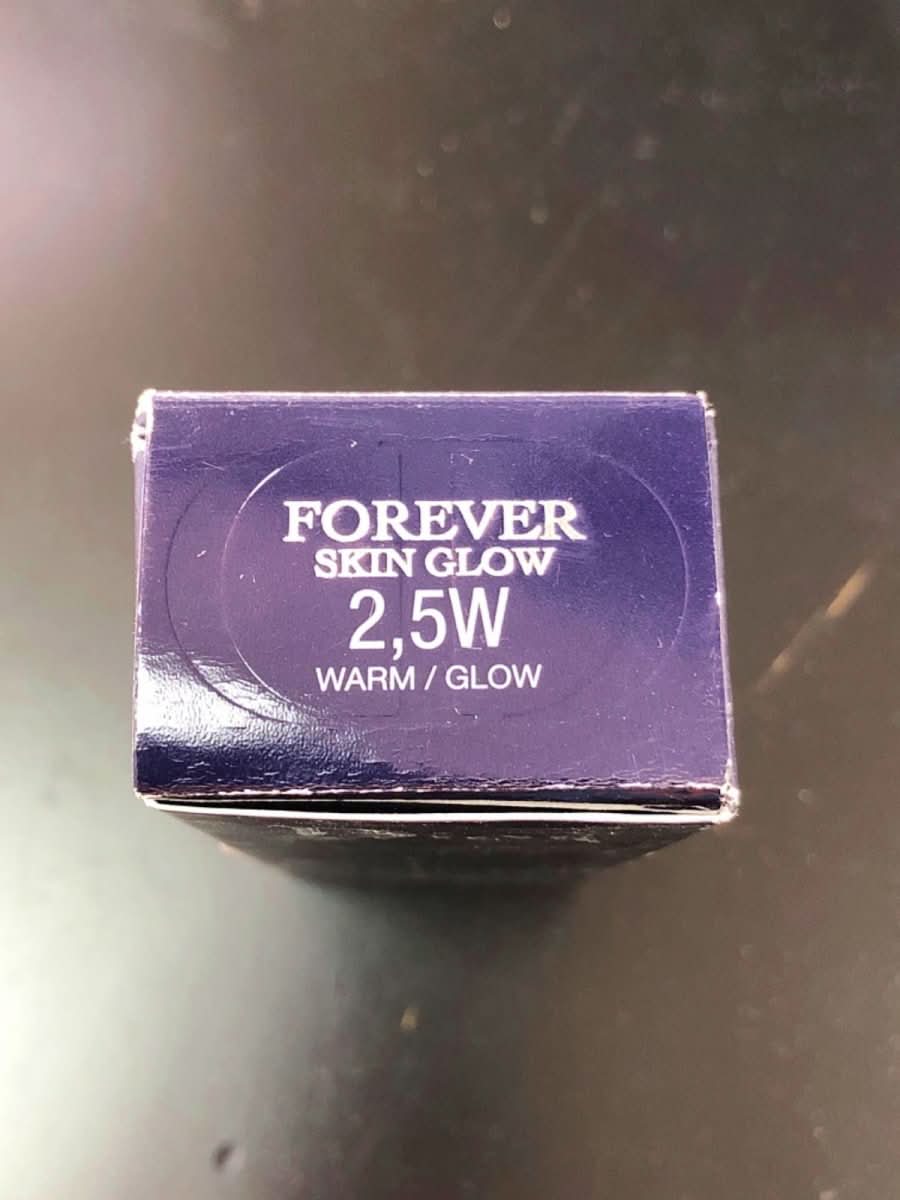 FOREVER
SKIN GLOW
2,5W
WARM / GLOW